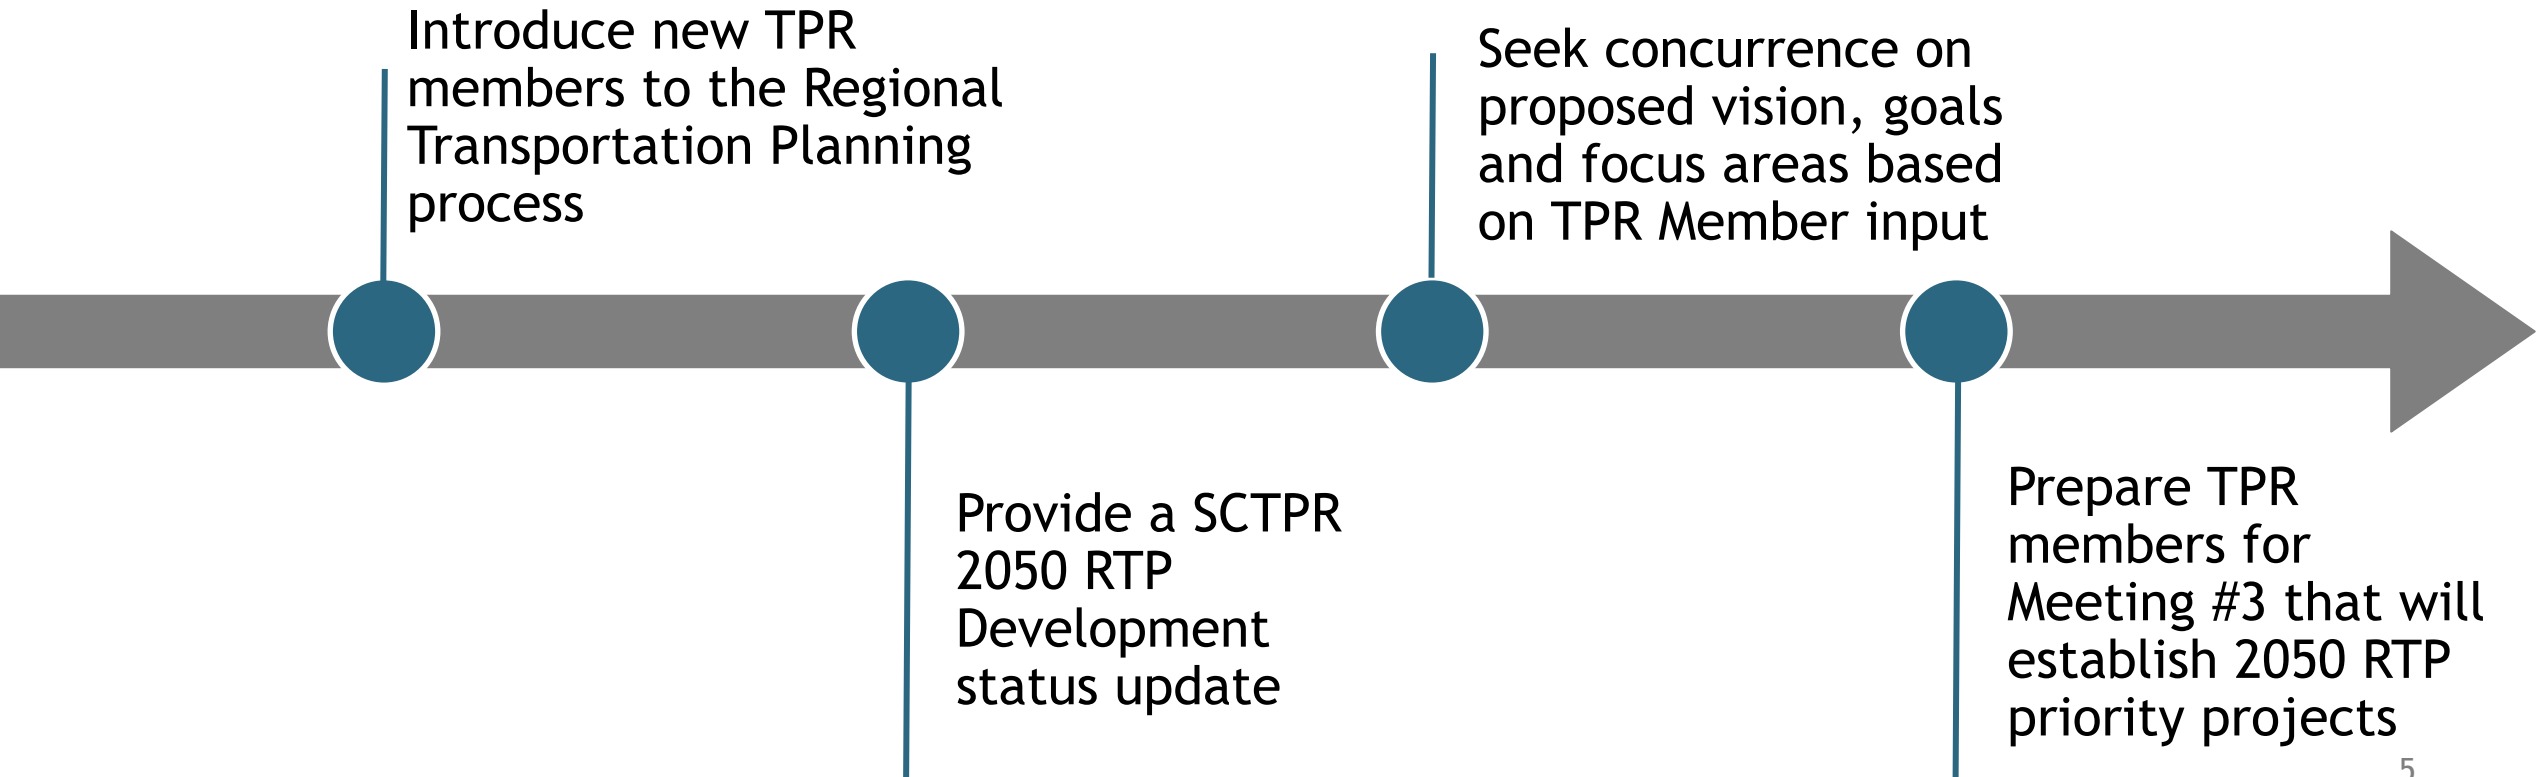 Introduce new TPR
members to the Regional
Transportation Planning
process
Provide a SCTPR
2050 RTP
Development
status update
Seek concurrence on
proposed vision, goals
and focus areas based
on TPR Member input
Prepare TPR
members for
Meeting #3 that will
establish 2050 RTP
priority projects
5